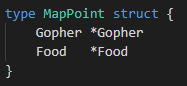 type MapPoint struct {
    Gopher *Gopher
    Food   *Food
}